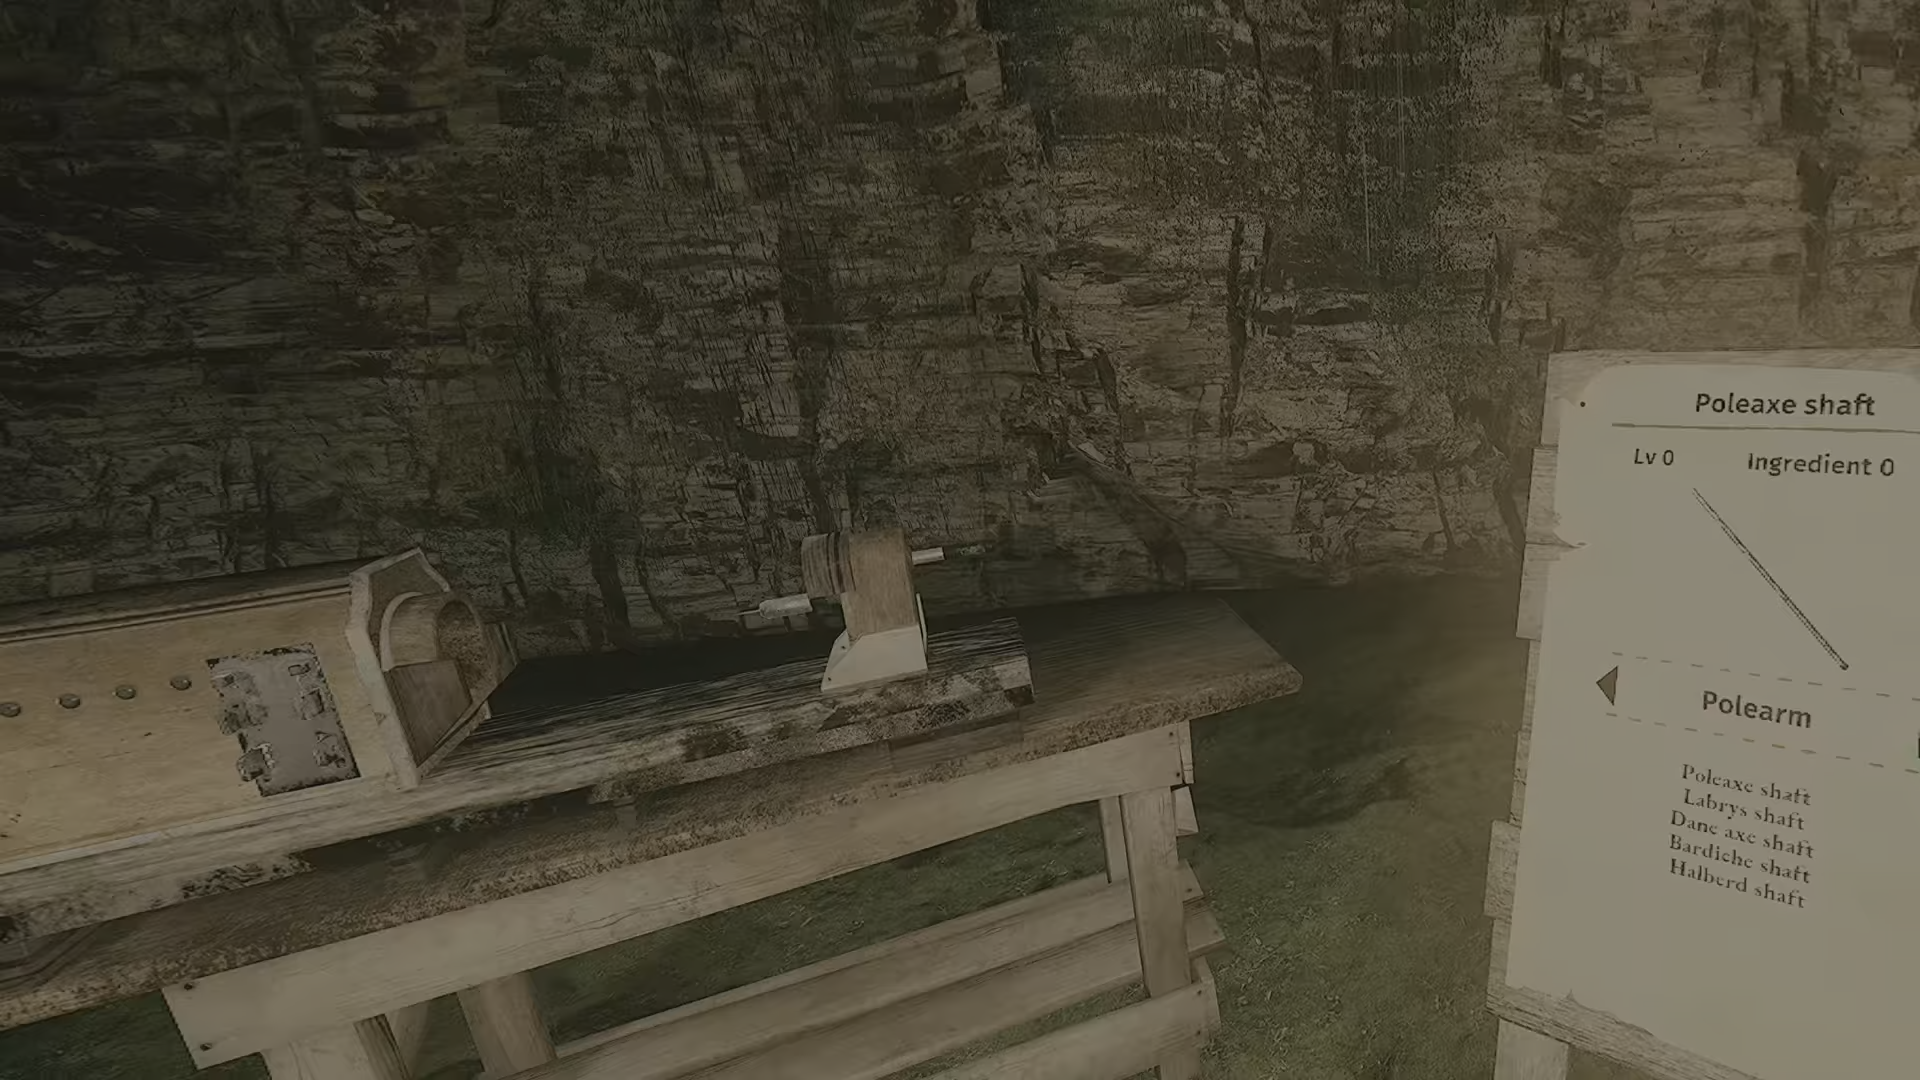 Poleaxe shaft
Lv 0
Ingredient 0
Polearm
Poleaxe shaft
Labrys shaft
Dane axe shaft
Bardiche shaft
Halberd shaft